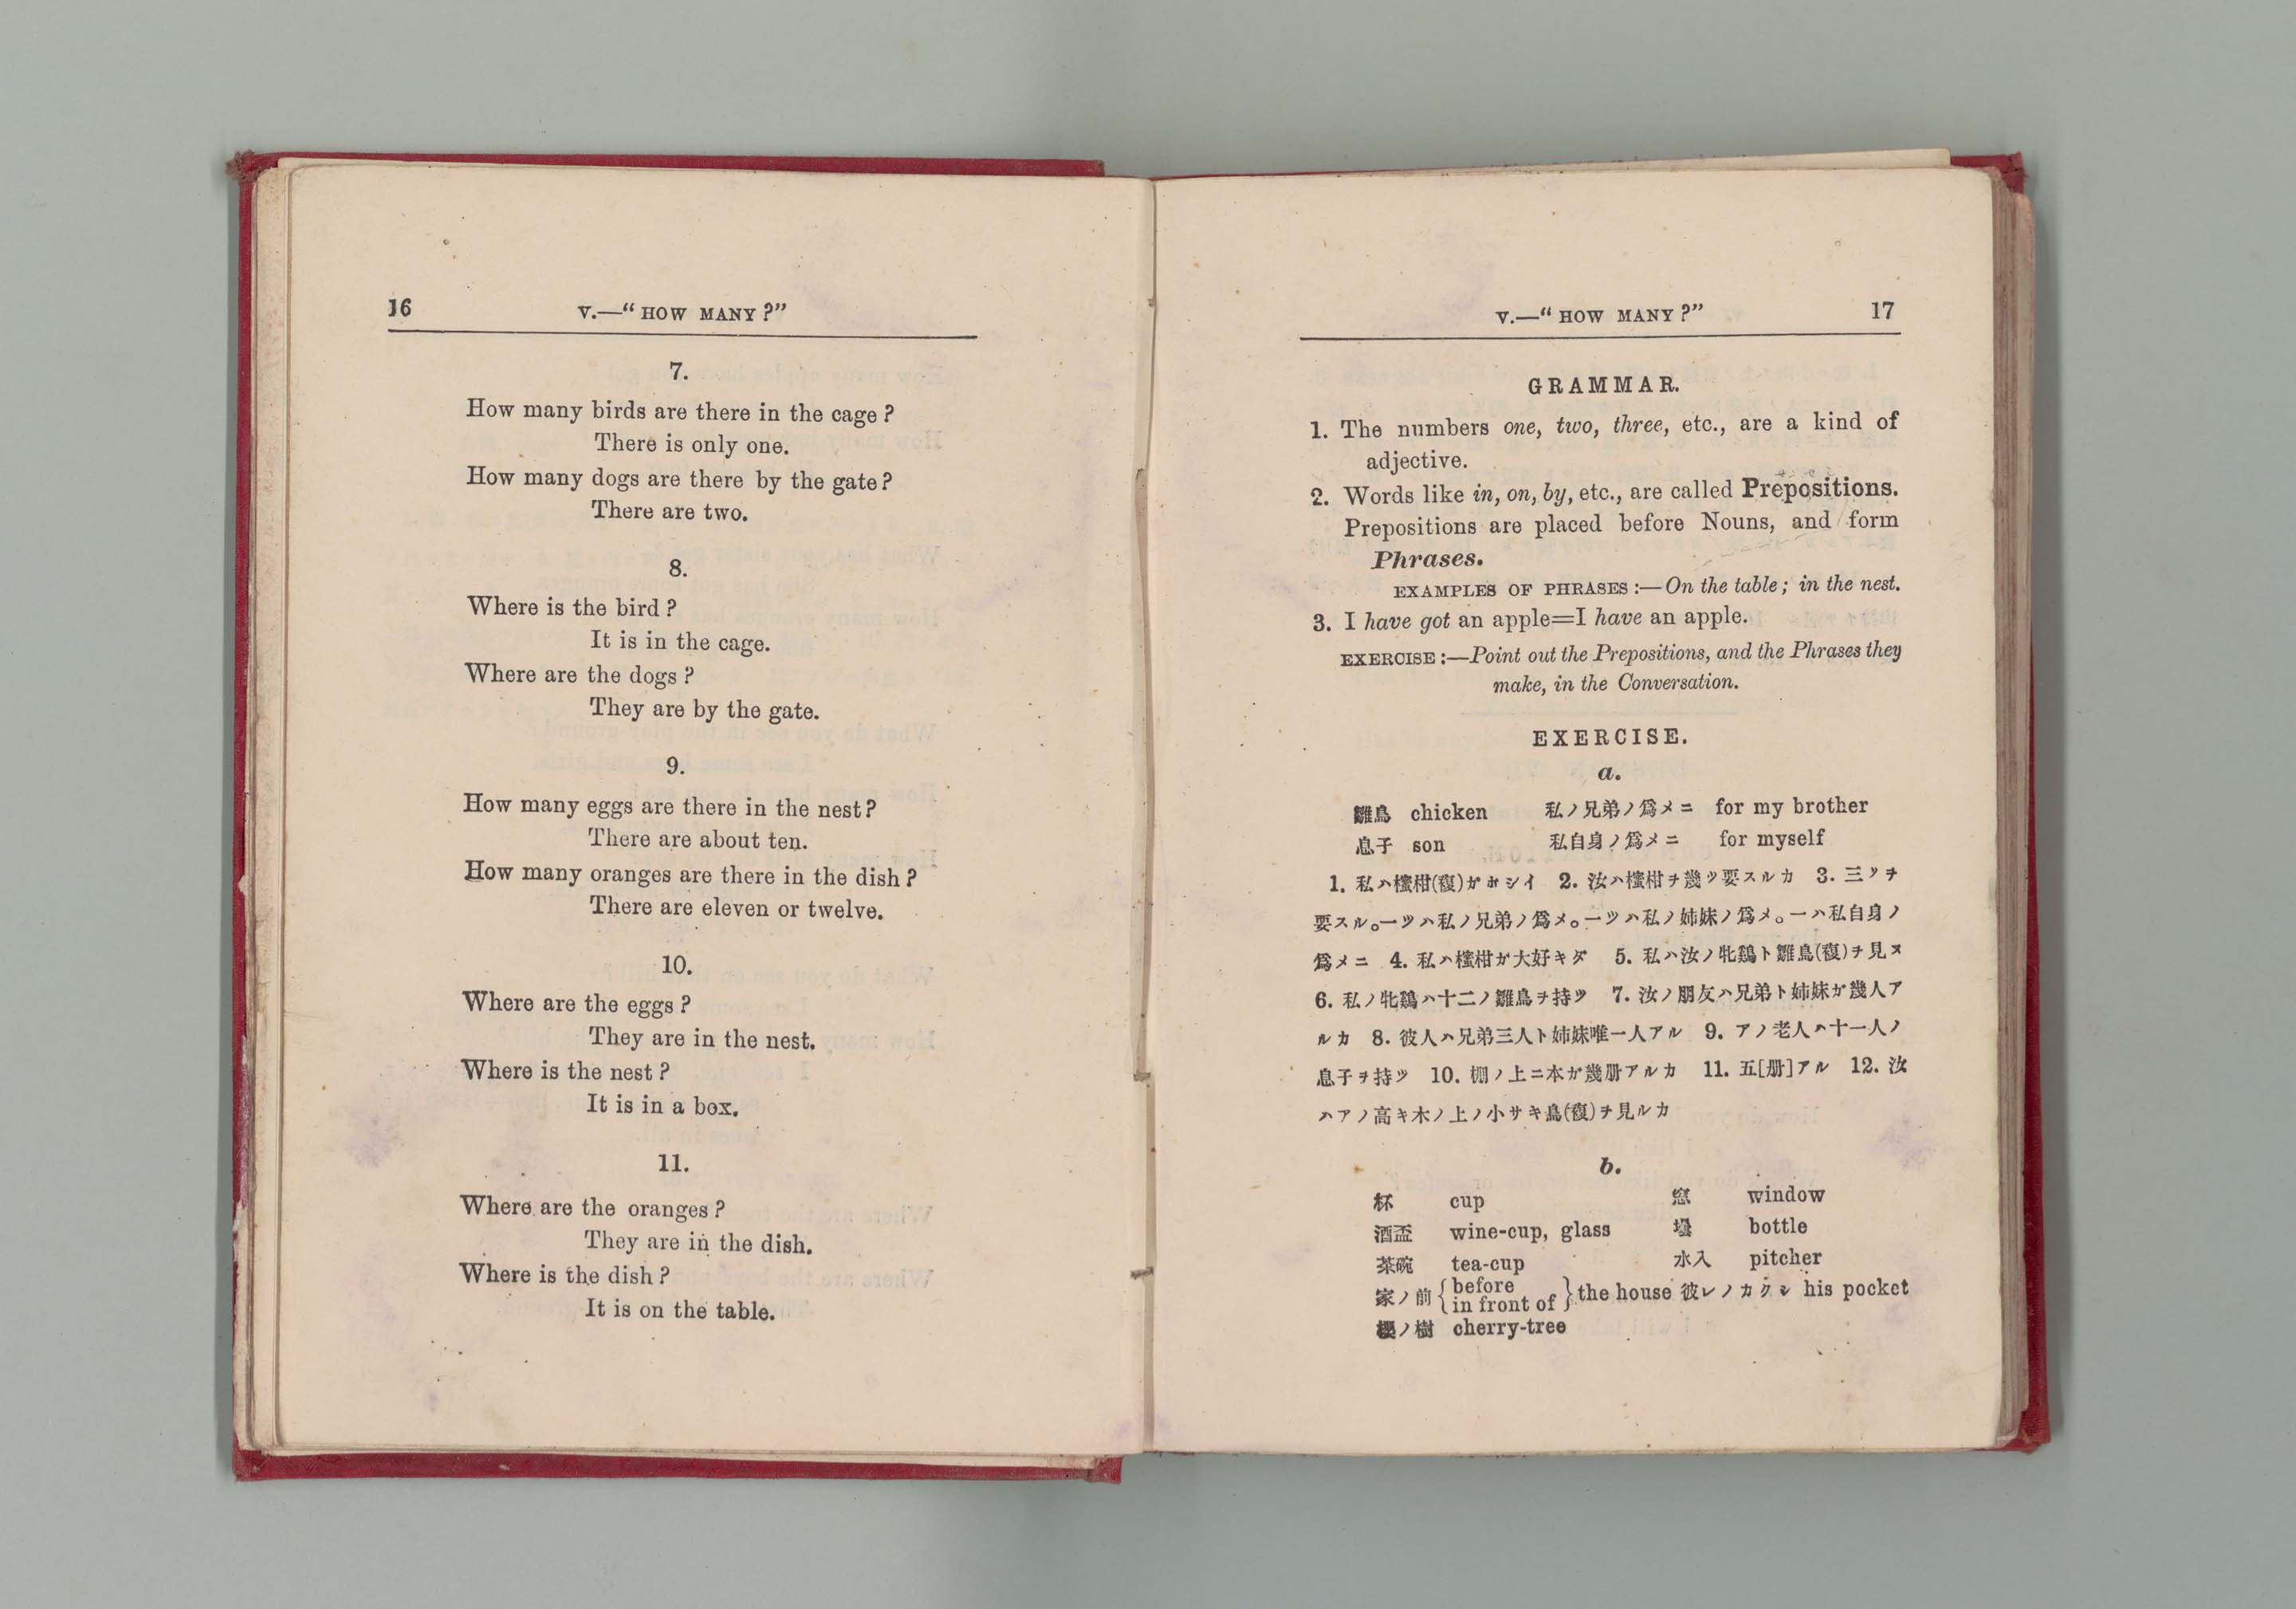 16
V.—“ HOW MANY ?”
7.
How many birds are there in the cage ?
There is only one.
How many dogs are there by the gate ?
There are two.
8.
Where is the bird ?
It is in the cage.
Where are the dogs ?
They are by the gate.
9.
How many eggs are there in the nest ?
There are about ten.
How many oranges are there in the dish ?
There are eleven or twelve.
10.
Where are the eggs ?
They are in the nest.
Where is the nest ?
It is in a box.
11.
Where are the oranges ?
They are in the dish.
Where is the dish ?
It is on the table.
V.—“ HOW MANY ?”
17
GRAMMAR.
1. The numbers one, two, three, etc., are a kind of
adjective.
2. Words like in, on, by, etc., are called Prepositions.
Prepositions are placed before Nouns, and form
Phrases.
EXAMPLES OF PHRASES :—On the table ; in the nest.
3. I have got an apple=I have an apple.
EXERCISE :—Point out the Prepositions, and the Phrases they
make, in the Conversation.
EXERCISE.
a.
雛鳥 chicken 私ノ兄弟ノ爲メニ for my brother
息子 son 私自身ノ爲メニ for myself
1. 私ハ橙柑(複)ガホシイ 2. 汝ハ橙柑ヲ幾ツ要スルカ 3. 三ツヲ
要スル。一ツハ私ノ兄弟ノ爲メ。一ツハ私ノ姉妹ノ爲メ。一ハ私自身ノ
爲メニ 4. 私ハ橙柑ガ大好キダ 5. 私ハ汝ノ牝鷄ト雛鳥(複)ヲ見ヌ
6. 私ノ牝鷄ハ十二ノ雛鳥ヲ持ツ 7. 汝ノ朋友ハ兄弟ト姉妹ガ幾人ア
ルカ 8. 彼人ハ兄弟三人ト姉妹唯一人アル 9. アノ老人ハ十一人ノ
息子ヲ持ツ 10. 棚ノ上ニ本ガ幾册アルカ 11. 五[册]アル 12. 汝
ハアノ高キ木ノ上ノ小サキ鳥(複)ヲ見ルカ
b.
杯 cup 窓 window
酒盃 wine-cup, glass 壜 bottle
茶碗 tea-cup 水入 pitcher
家ノ前 { before in front of } the house 彼レノカクシ his pocket
櫻ノ樹 cherry-tree